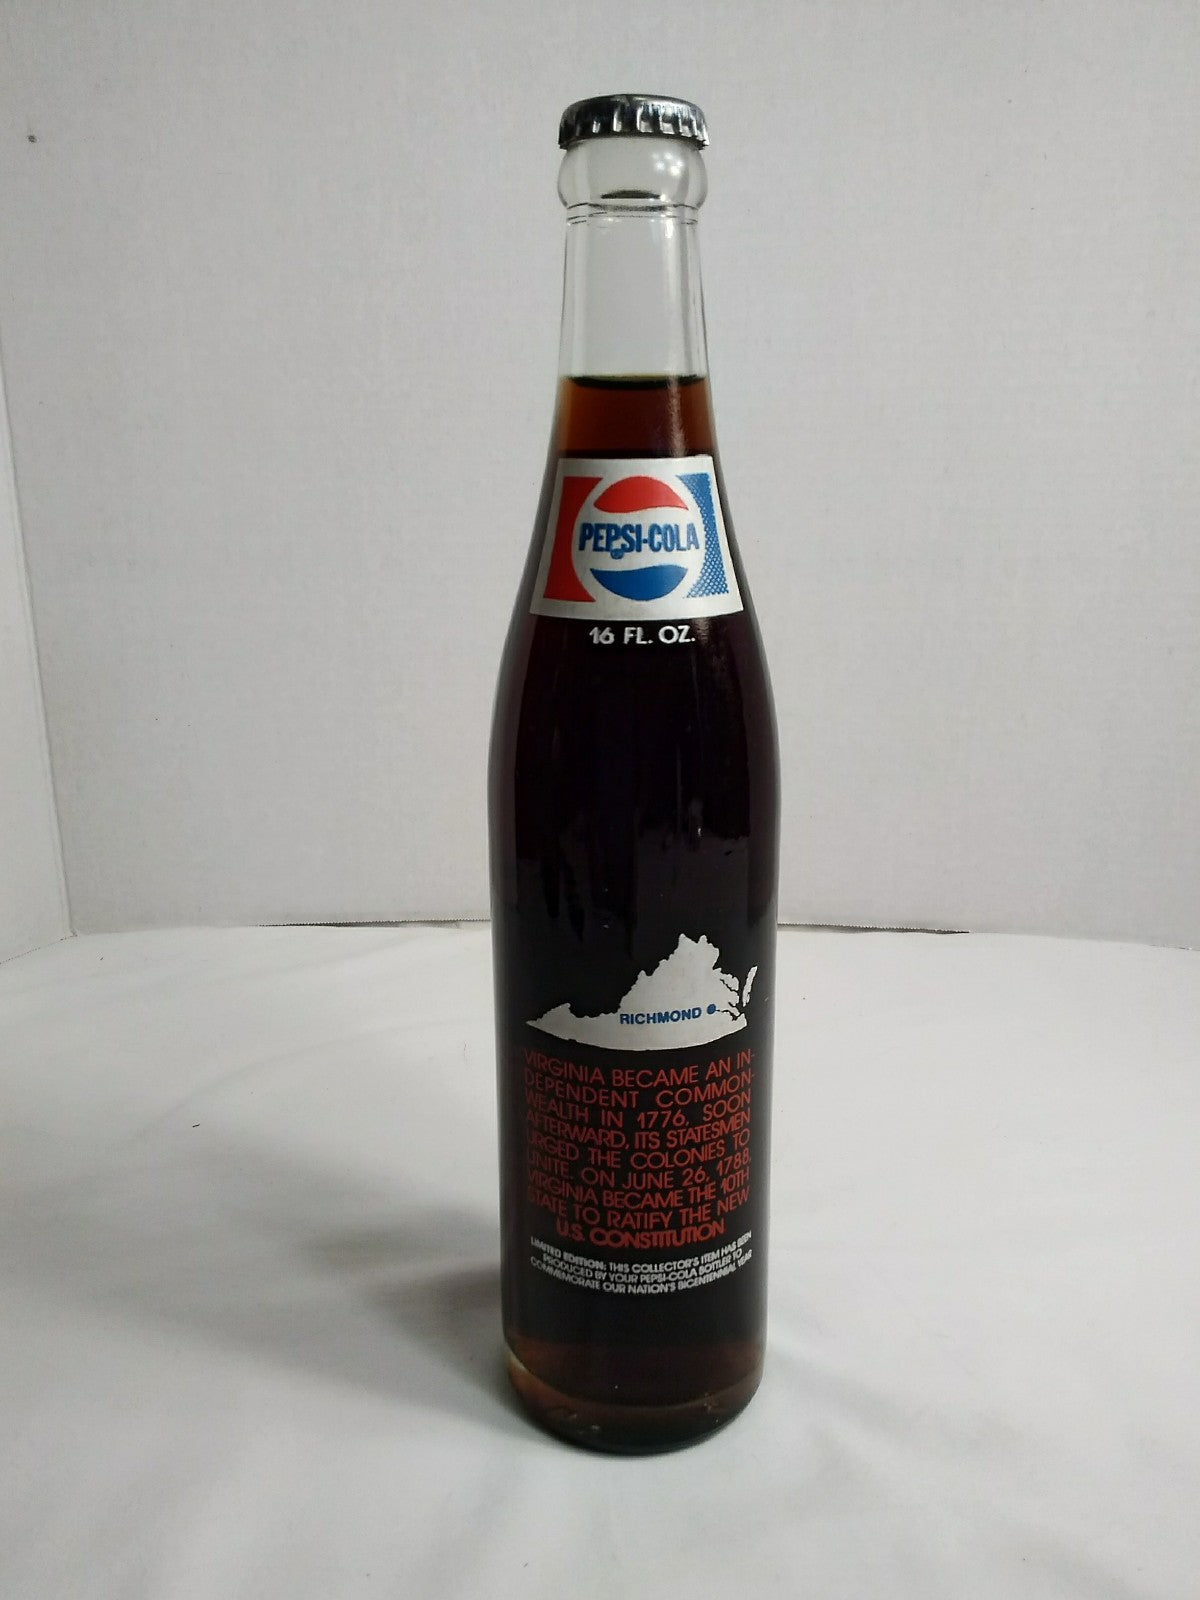 PEPSI-COLA
16 FL. OZ.
RICHMOND
VIRGINIA BECAME AN IN-
DEPENDENT COMMON-
WEALTH IN 1776, SOON
AFTERWARD, ITS STATESMEN
URGED THE COLONIES TO
UNITE. ON JUNE 26, 1788,
VIRGINIA BECAME THE 10TH
STATE TO RATIFY THE NEW
U.S. CONSTITUTION
LIMITED EDITION: THIS COLLECTOR'S ITEM HAS BEEN
PRODUCED BY YOUR PEPSI-COLA BOTTLER TO
COMMEMORATE OUR NATION'S BICENTENNIAL YEAR